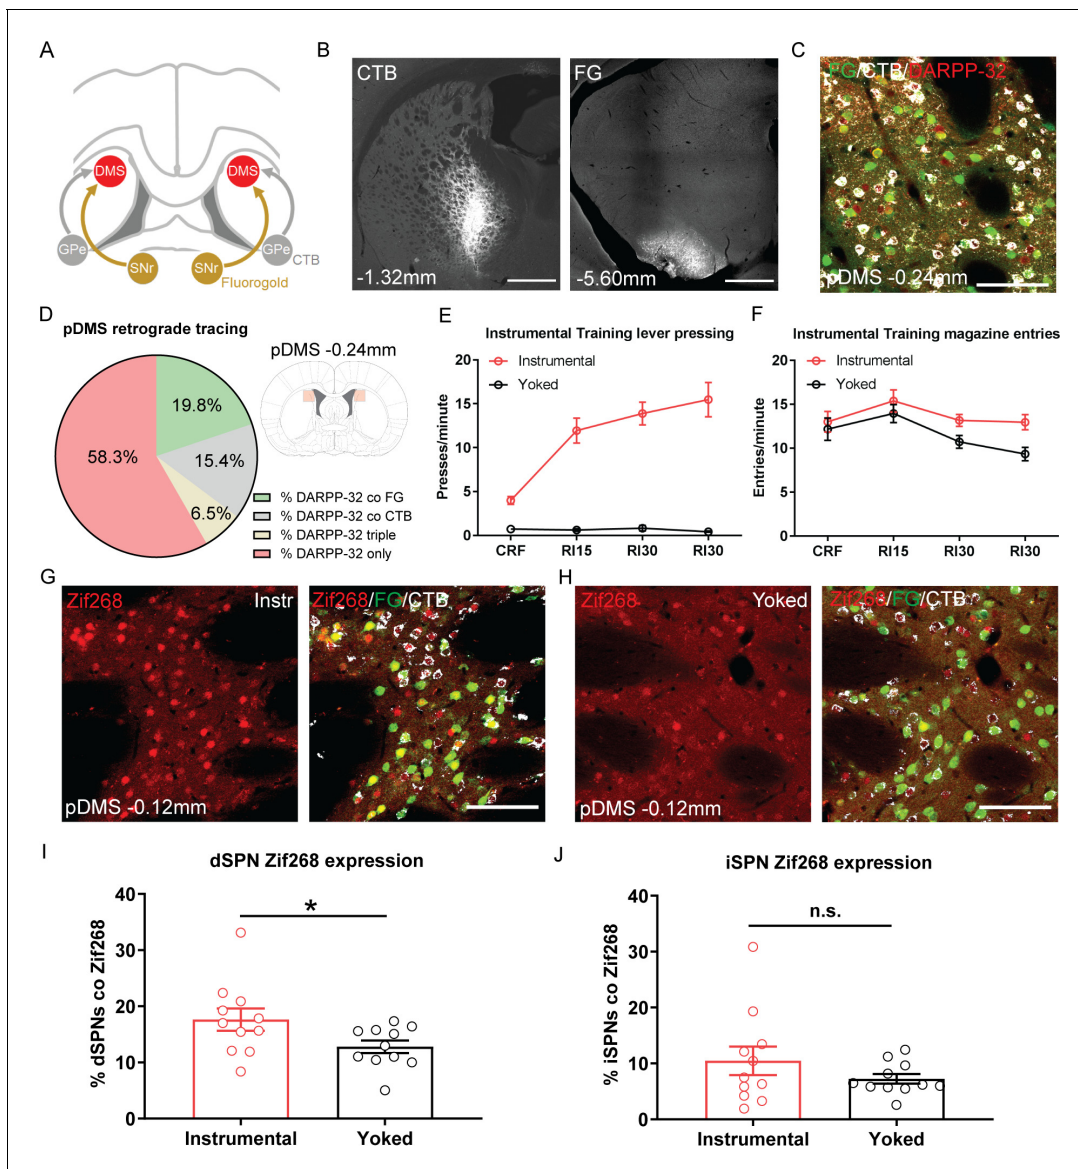 A
DMS
DMS
GPe
GPe
CTB
SNr
SNr
Fluorogold
B
CTB
-1.32mm
FG
-5.60mm
C
FG/CTB/DARPP-32
pDMS -0.24mm
D
pDMS retrograde tracing
pDMS -0.24mm
19.8%
15.4%
6.5%
58.3%
% DARPP-32 co FG
% DARPP-32 co CTB
% DARPP-32 triple
% DARPP-32 only
E
Instrumental Training lever pressing
Instrumental
Yoked
Presses/minute
20
15
10
5
0
CRF RI15 RI30 RI30
F
Instrumental Training magazine entries
Instrumental
Yoked
Entries/minute
20
15
10
5
0
CRF RI15 RI30 RI30
G
Zif268 Instr
Zif268/FG/CTB
pDMS -0.12mm
H
Zif268 Yoked
Zif268/FG/CTB
pDMS -0.12mm
I
dSPN Zif268 expression
*
% dSPNs co Zif268
40
30
20
10
0
Instrumental Yoked
J
iSPN Zif268 expression
n.s.
% iSPNs co Zif268
40
30
20
10
0
Instrumental Yoked